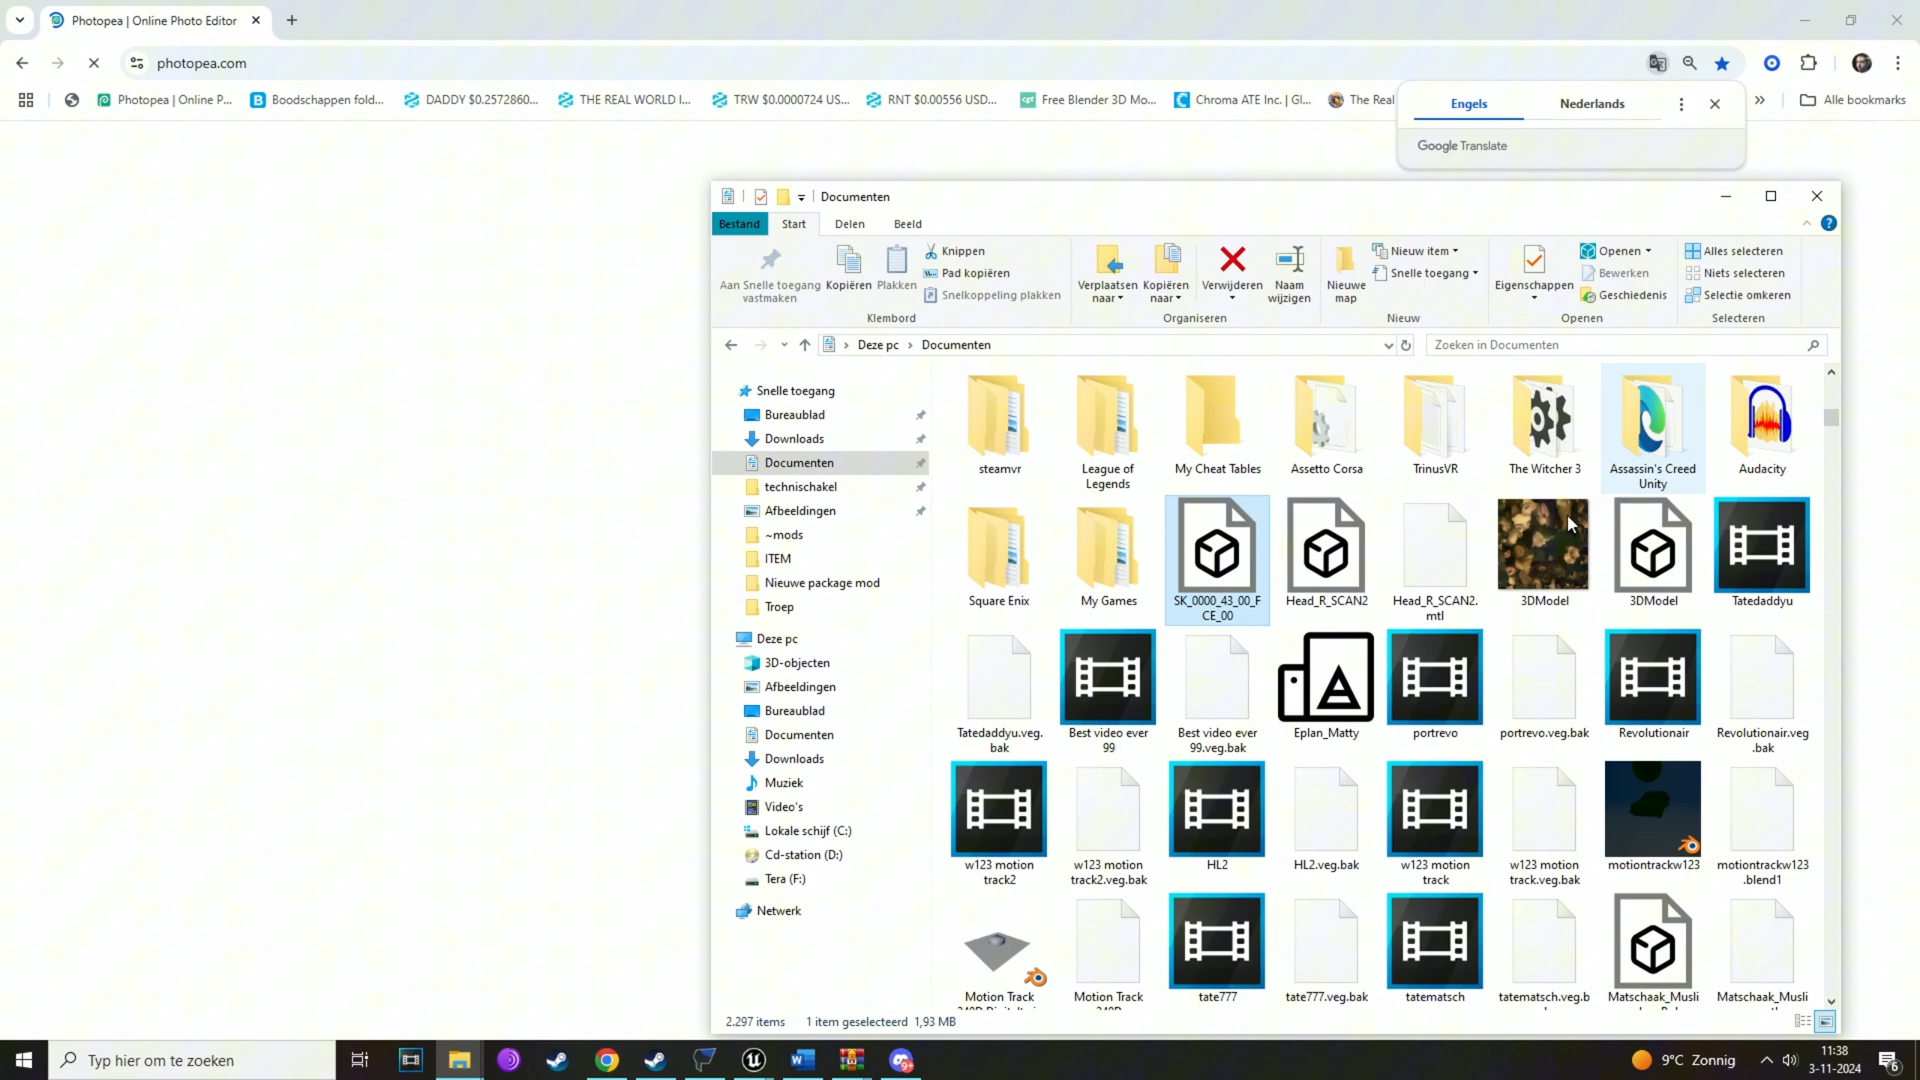 Photopea | Online Photo Editor
photopea.com
Photopea | Online P...
Boodschappen fold...
DADDY $0.2572860...
THE REAL WORLD I...
TRW $0.0000724 US...
RNT $0.00556 USD...
Free Blender 3D Mo...
Chroma ATE Inc. | Gl...
The Real
Alle bookmarks
Engels
Nederlands
Google Translate
Documenten
Bestand
Start
Delen
Beeld
Aan Snelle toegang
vastmaken
Kopiëren
Plakken
Knippen
Pad kopiëren
Snelkoppeling plakken
Klembord
Verplaatsen
naar
Kopiëren
naar
Verwijderen
Naam
wijzigen
Organiseren
Nieuwe
map
Nieuw item
Snelle toegang
Nieuw
Eigenschappen
Openen
Bewerken
Geschiedenis
Openen
Alles selecteren
Niets selecteren
Selectie omkeren
Selecteren
Deze pc
Documenten
Zoeken in Documenten
Snelle toegang
Bureaublad
Downloads
Documenten
technischakel
Afbeeldingen
~mods
ITEM
Nieuwe package mod
Troep
Deze pc
3D-objecten
Afbeeldingen
Bureaublad
Documenten
Downloads
Muziek
Video's
Lokale schijf (C:)
Cd-station (D:)
Tera (F:)
Netwerk
steamvr
League of
Legends
My Cheat Tables
Assetto Corsa
TrinusVR
The Witcher 3
Assassin's Creed
Unity
Audacity
Square Enix
My Games
SK_0000_43_00_F
CE_00
Head_R_SCAN2
Head_R_SCAN2.
mtl
3DModel
3DModel
Tatedaddyu
Tatedaddyu.veg.
bak
Best video ever
99
Best video ever
99.veg.bak
Eplan_Matty
portrevo
portrevo.veg.bak
Revolutionair
Revolutionair.veg
.bak
w123 motion
track2
w123 motion
track2.veg.bak
HL2
HL2.veg.bak
w123 motion
track
w123 motion
track.veg.bak
motiontrackw123
motiontrackw123
.blend1
Motion Track
Motion Track
tate777
tate777.veg.bak
tatematsch
tatematsch.veg.b
Matschaak_Musli
Matschaak_Musli
2.297 items
1 item geselecteerd 1,93 MB
Typ hier om te zoeken
9+
9°C Zonnig
11:38
3-11-2024
6